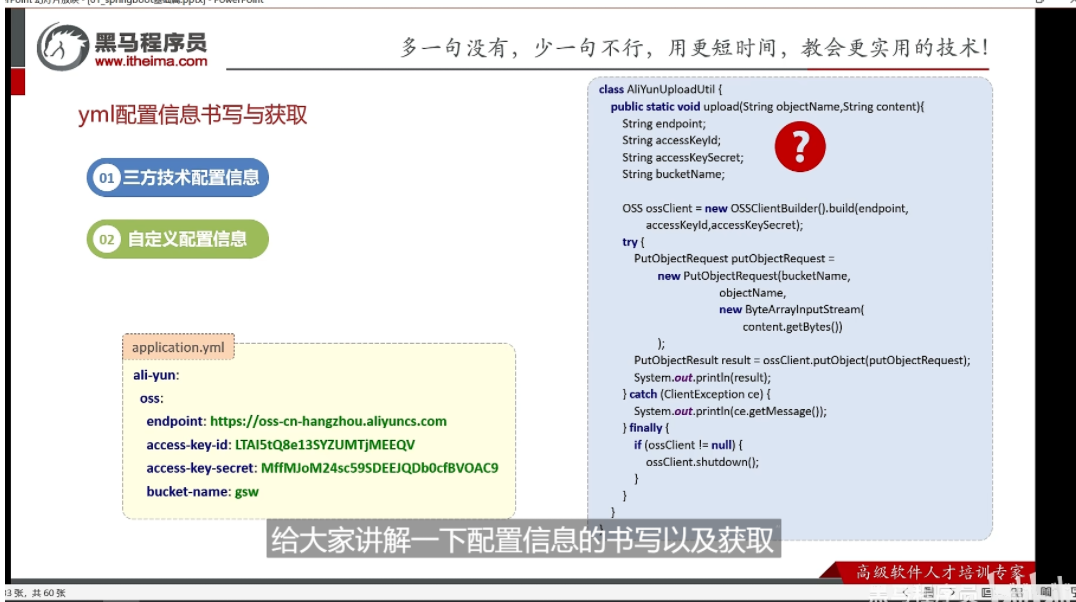 黑马程序员
www.itheima.com
多一句没有，少一句不行，用更短时间，教会更实用的技术！
yml配置信息书写与获取
01 三方技术配置信息
02 自定义配置信息
application.yml
ali-yun:
oss:
endpoint: https://oss-cn-hangzhou.aliyuncs.com
access-key-id: LTAI5tQ8e13SYZUMTjMEEQV
access-key-secret: MffMJoM24sc59SDEEJQDb0cfBVOAC9
bucket-name: gsw
class AliYunUploadUtil {
public static void upload(String objectName,String content){
String endpoint;
String accessKeyId;
String accessKeySecret;
String bucketName;
?
OSS ossClient = new OSSClientBuilder().build(endpoint,
accessKeyId,accessKeySecret);
try {
PutObjectRequest putObjectRequest =
new PutObjectRequest(bucketName,
objectName,
new ByteArrayInputStream(
content.getBytes())
);
PutObjectResult result = ossClient.putObject(putObjectRequest);
System.out.println(result);
} catch (ClientException ce) {
System.out.println(ce.getMessage());
} finally {
if (ossClient != null) {
ossClient.shutdown();
}
}
}
给大家讲解一下配置信息的书写以及获取
高级软件人才培训专家
张，共 60 张